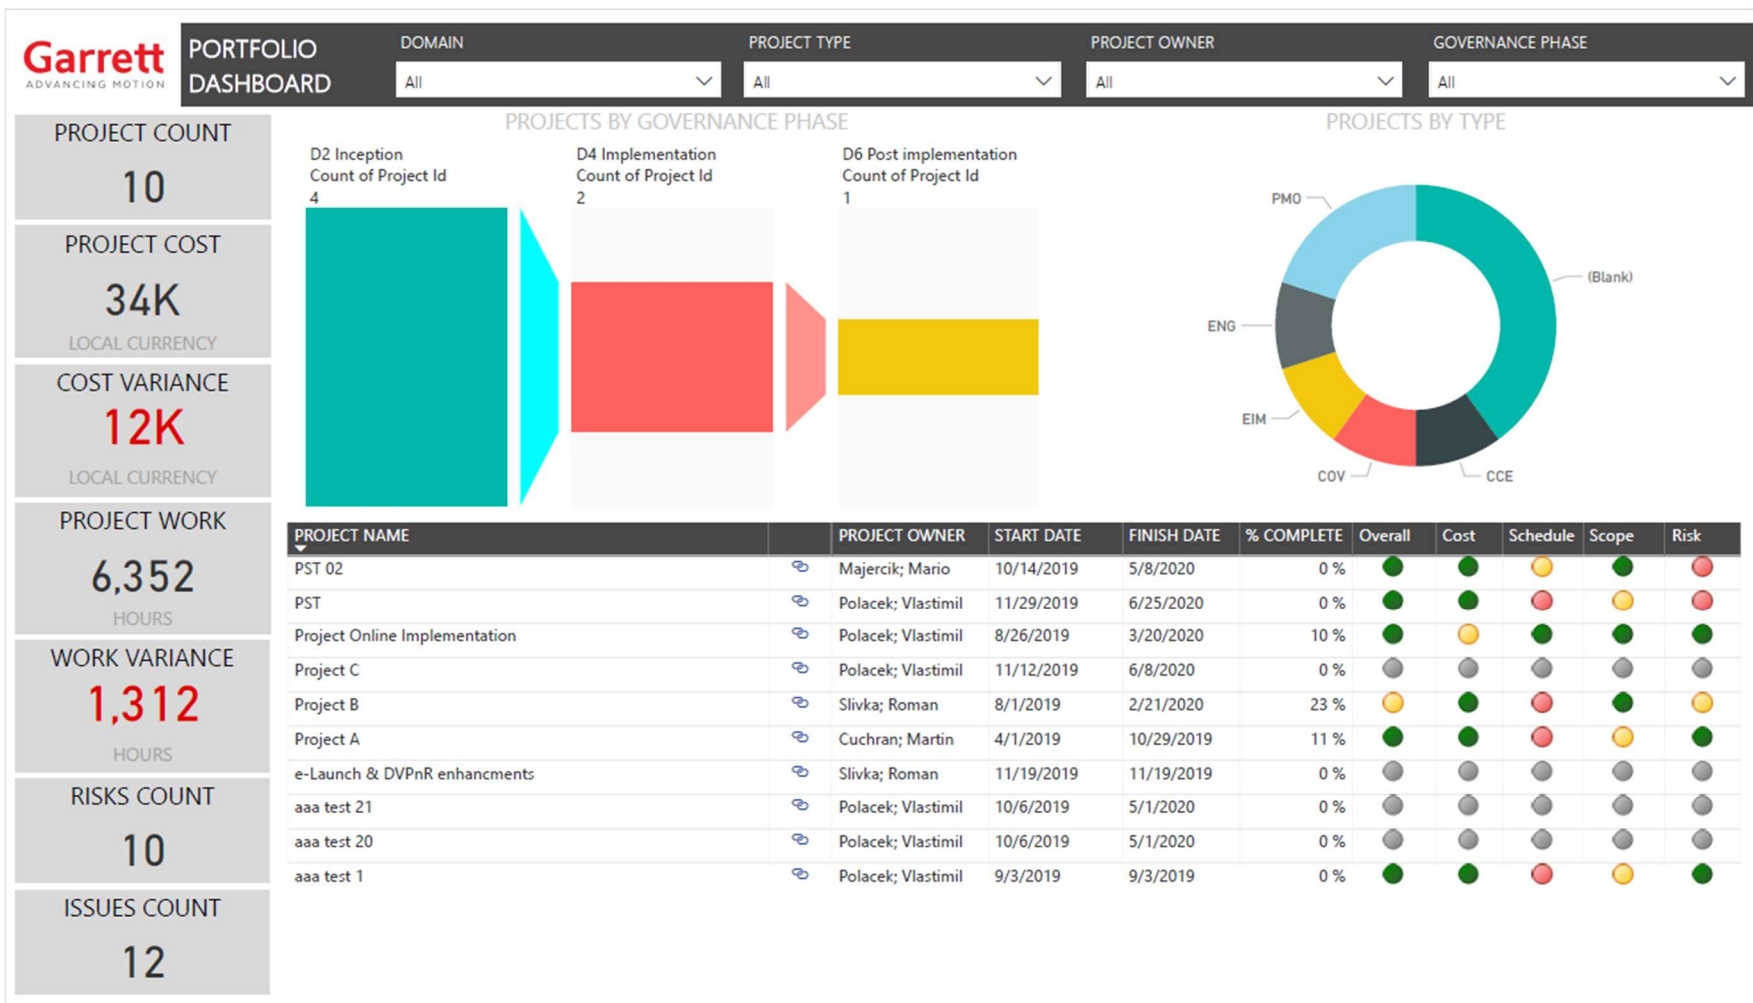 Garrett
ADVANCING MOTION
PORTFOLIO
DASHBOARD
DOMAIN
All
PROJECT TYPE
All
PROJECT OWNER
All
GOVERNANCE PHASE
All
PROJECT COUNT
10
PROJECT COST
34K
LOCAL CURRENCY
COST VARIANCE
12K
LOCAL CURRENCY
PROJECT WORK
6,352
HOURS
WORK VARIANCE
1,312
HOURS
RISKS COUNT
10
ISSUES COUNT
12
PROJECTS BY GOVERNANCE PHASE
D2 Inception
Count of Project Id
4
D4 Implementation
Count of Project Id
2
D6 Post implementation
Count of Project Id
1
PROJECTS BY TYPE
PMO
(Blank)
ENG
EIM
COV
CCE
PROJECT NAME PROJECT OWNER START DATE FINISH DATE % COMPLETE Overall Cost Schedule Scope Risk
PST 02 Majercik; Mario 10/14/2019 5/8/2020 0 %
PST Polacek; Vlastimil 11/29/2019 6/25/2020 0 %
Project Online Implementation Polacek; Vlastimil 8/26/2019 3/20/2020 10 %
Project C Polacek; Vlastimil 11/12/2019 6/8/2020 0 %
Project B Slivka; Roman 8/1/2019 2/21/2020 23 %
Project A Cuchran; Martin 4/1/2019 10/29/2019 11 %
e-Launch & DVPnR enhancments Slivka; Roman 11/19/2019 11/19/2019 0 %
aaa test 21 Polacek; Vlastimil 10/6/2019 5/1/2020 0 %
aaa test 20 Polacek; Vlastimil 10/6/2019 5/1/2020 0 %
aaa test 1 Polacek; Vlastimil 9/3/2019 9/3/2019 0 %